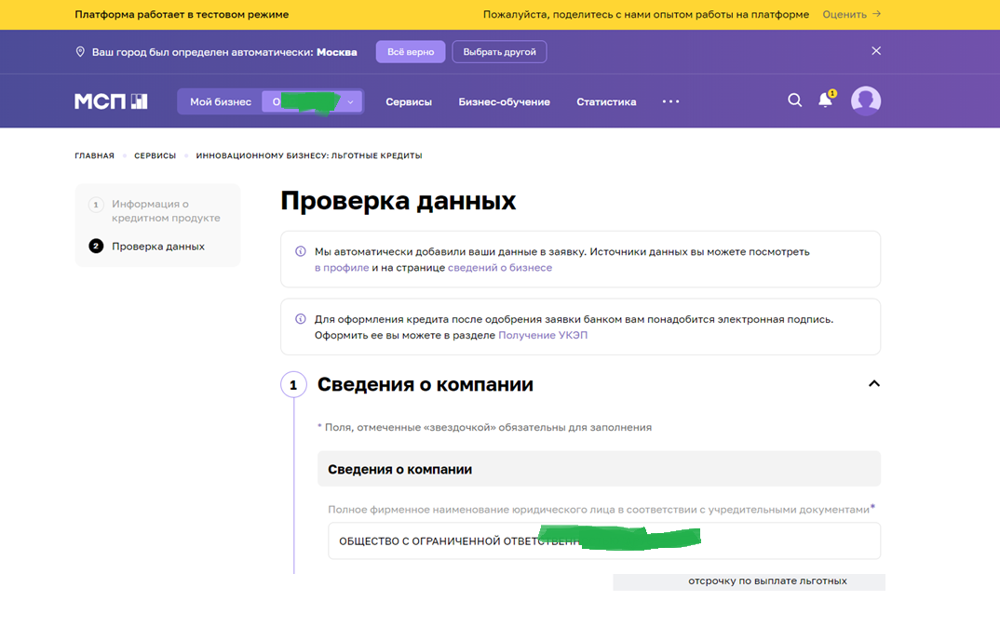 Платформа работает в тестовом режиме
Пожалуйста, поделитесь с нами опытом работы на платформе Оценить →
Ваш город был определен автоматически: Москва Всё верно Выбрать другой
МСП Мой бизнес Сервисы Бизнес-обучение Статистика ••• 1
ГЛАВНАЯ СЕРВИСЫ ИННОВАЦИОННОМУ БИЗНЕСУ: ЛЬГОТНЫЕ КРЕДИТЫ
1 Информация о
кредитном продукте
2 Проверка данных
Проверка данных
Мы автоматически добавили ваши данные в заявку. Источники данных вы можете посмотреть
в профиле и на странице сведений о бизнесе
Для оформления кредита после одобрения заявки банком вам понадобится электронная подпись.
Оформить ее вы можете в разделе Получение УКЭП
1 Сведения о компании
* Поля, отмеченные «звездочкой» обязательны для заполнения
Сведения о компании
Полное фирменное наименование юридического лица в соответствии с учредительными документами*
ОБЩЕСТВО С ОГРАНИЧЕННОЙ
отсрочку по выплате льготных